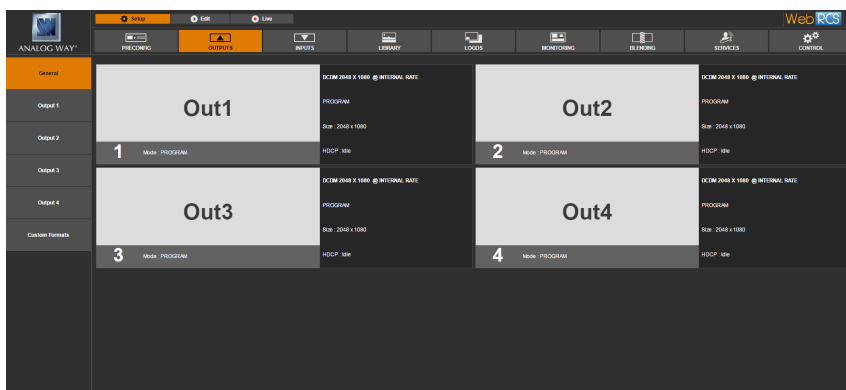 Setup
Edit
Live
Web RCS
ANALOG WAY®
PRECONFIG
OUTPUTS
INPUTS
LIBRARY
LOGOS
MONITORING
BLENDING
SERVICES
CONTROL
General
Output 1
Output 2
Output 3
Output 4
Custom Formats
Out1
1 Mode : PROGRAM
DCDM 2048 X 1080 @ INTERNAL RATE
PROGRAM
Size : 2048 x 1080
HDCP : Idle
Out2
2 Mode : PROGRAM
DCDM 2048 X 1080 @ INTERNAL RATE
PROGRAM
Size : 2048 x 1080
HDCP : Idle
Out3
3 Mode : PROGRAM
DCDM 2048 X 1080 @ INTERNAL RATE
PROGRAM
Size : 2048 x 1080
HDCP : Idle
Out4
4 Mode : PROGRAM
DCDM 2048 X 1080 @ INTERNAL RATE
PROGRAM
Size : 2048 x 1080
HDCP : Idle